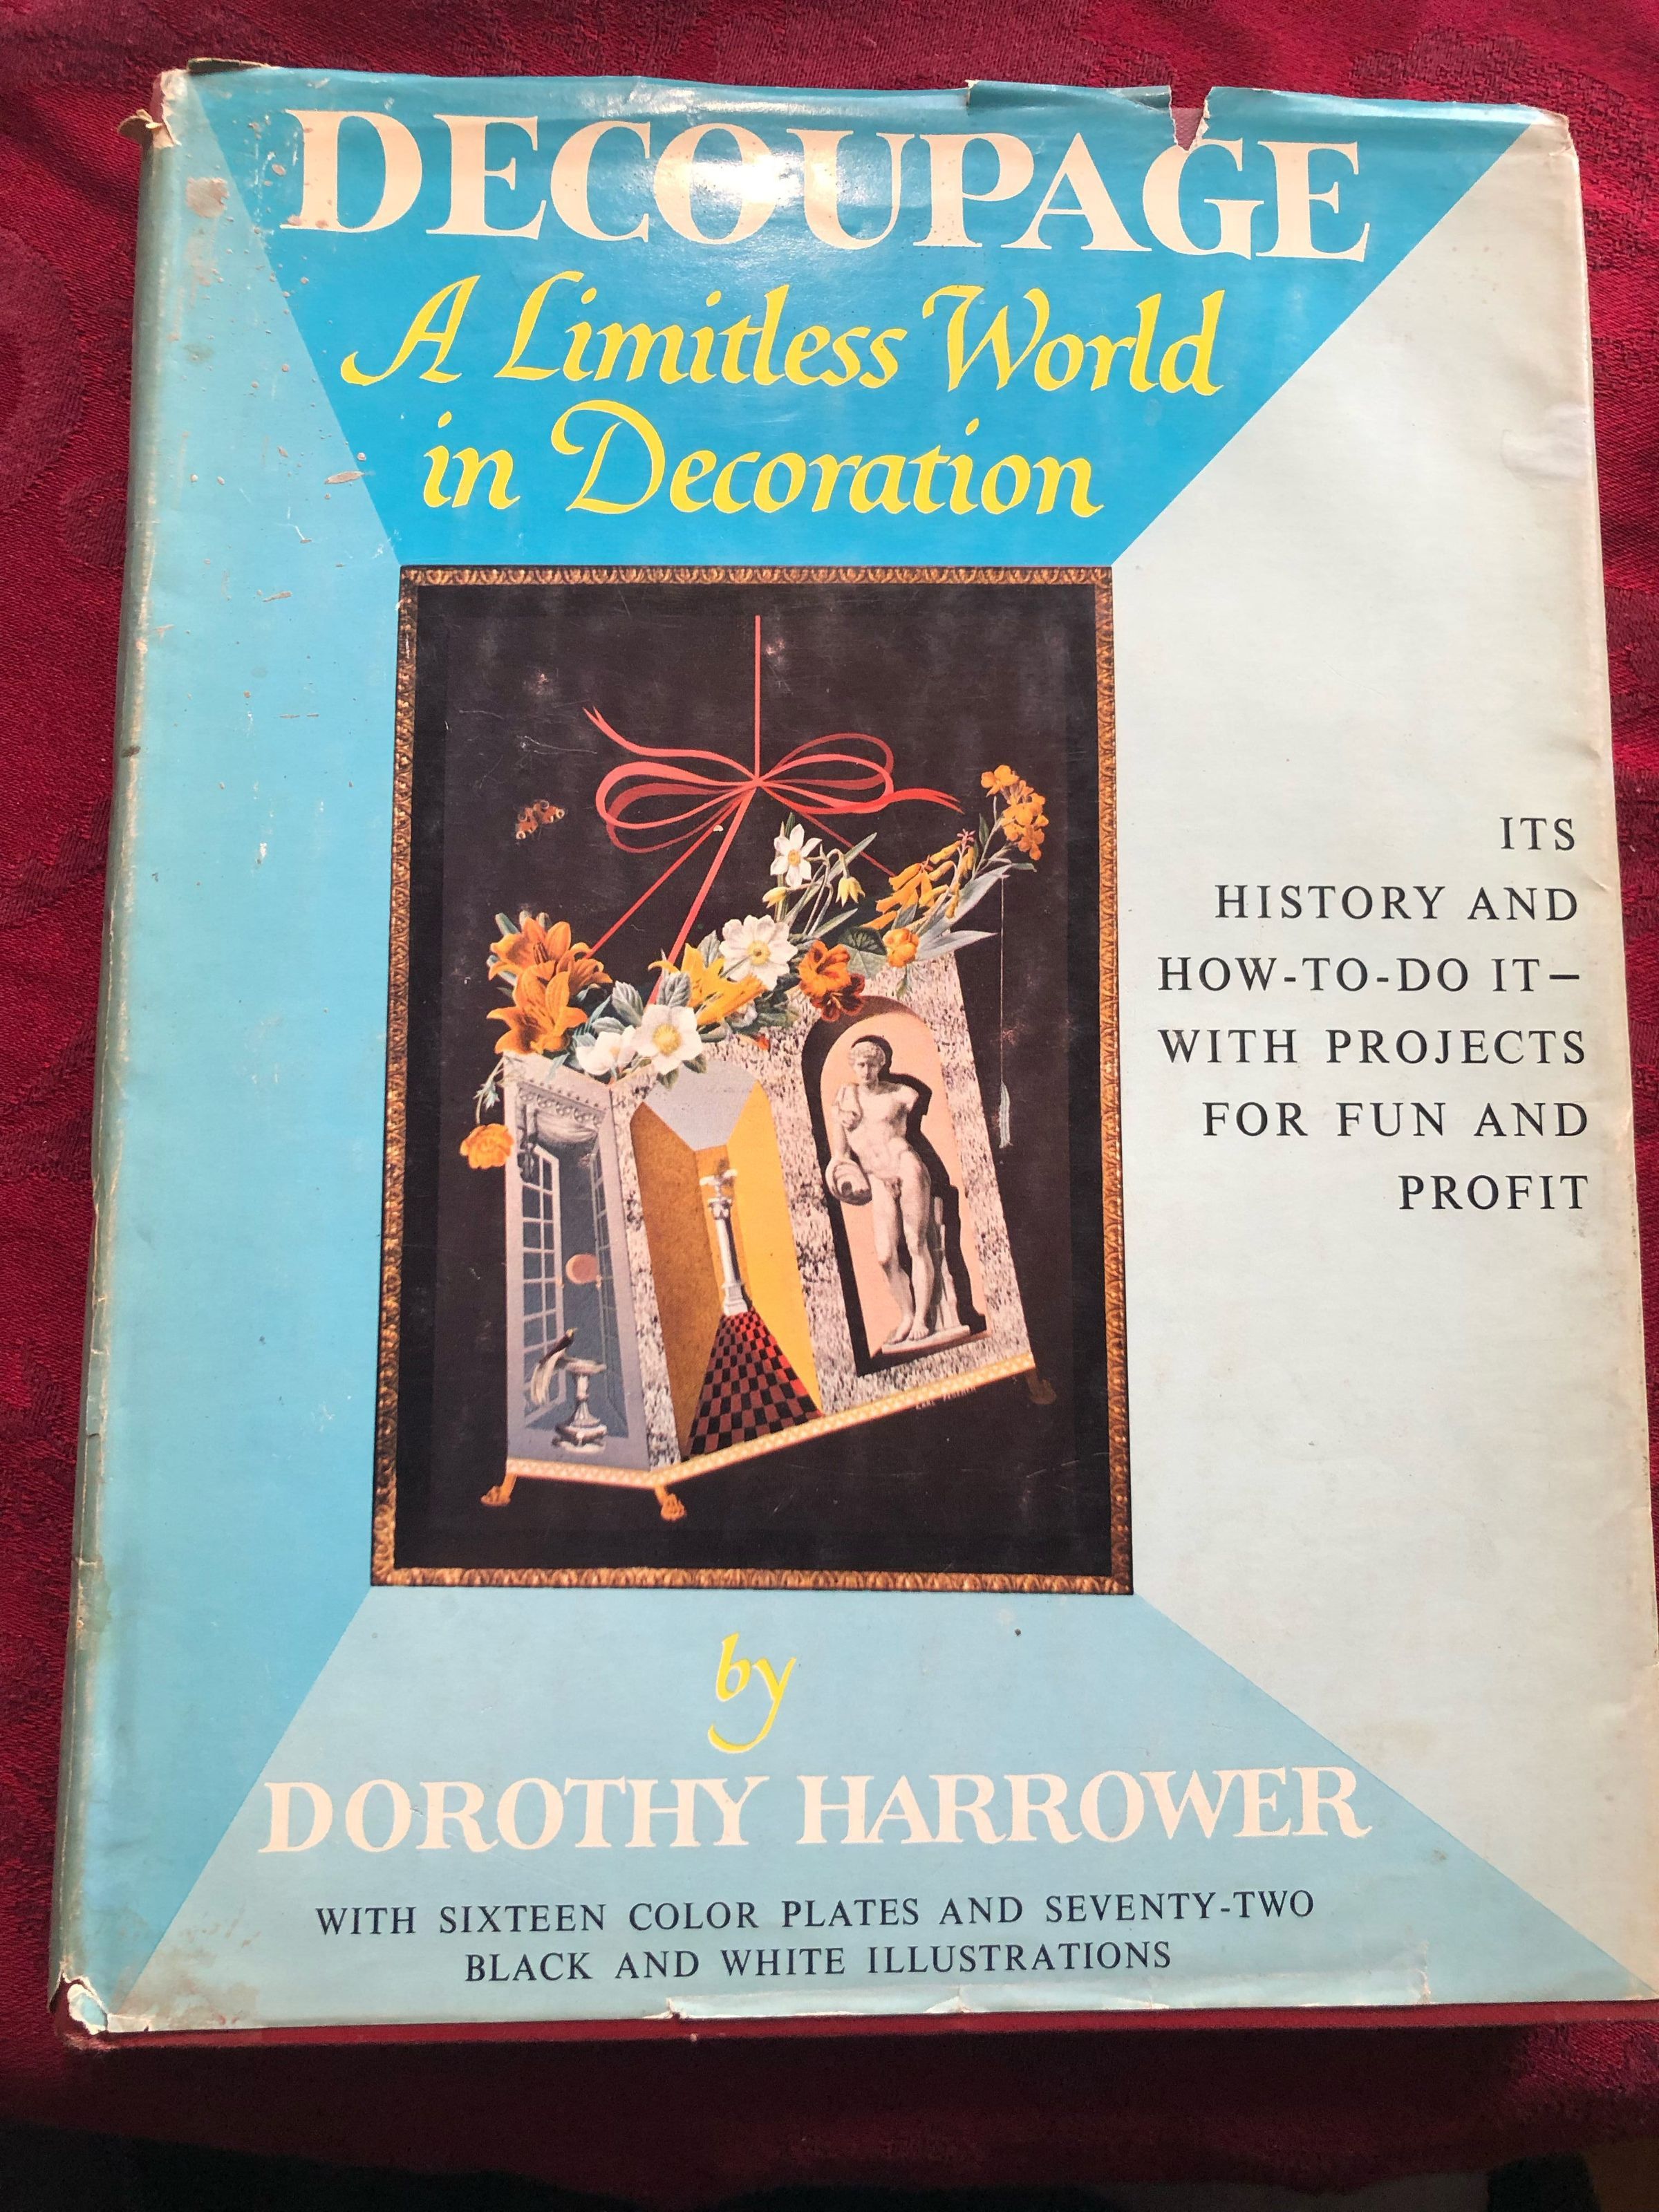 DECOUPAGE
A Limitless World
in Decoration
ITS
HISTORY AND
HOW-TO-DO IT—
WITH PROJECTS
FOR FUN AND
PROFIT
by
DOROTHY HARROWER
WITH SIXTEEN COLOR PLATES AND SEVENTY-TWO
BLACK AND WHITE ILLUSTRATIONS